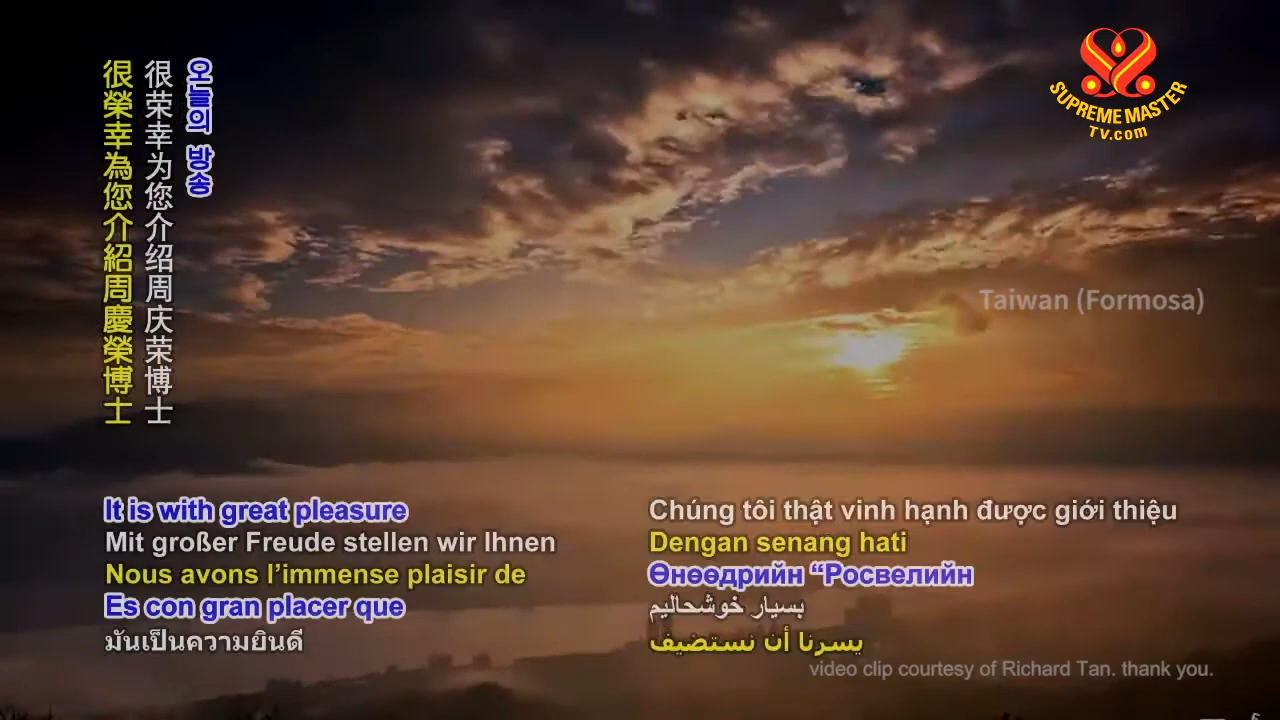 很榮幸為您介紹周慶榮博士
很荣幸为您介绍周庆荣博士
오늘의 방송
SUPREME MASTER
TV.com
Taiwan (Formosa)
It is with great pleasure
Mit großer Freude stellen wir Ihnen
Nous avons l’immense plaisir de
Es con gran placer que
มันเป็นความยินดี
Chúng tôi thật vinh hạnh được giới thiệu
Dengan senang hati
Өнөөдрийн “Росвелийн
بسیار خوشحالیم
يسرنا أن نستضيف
video clip courtesy of Richard Tan. thank you.